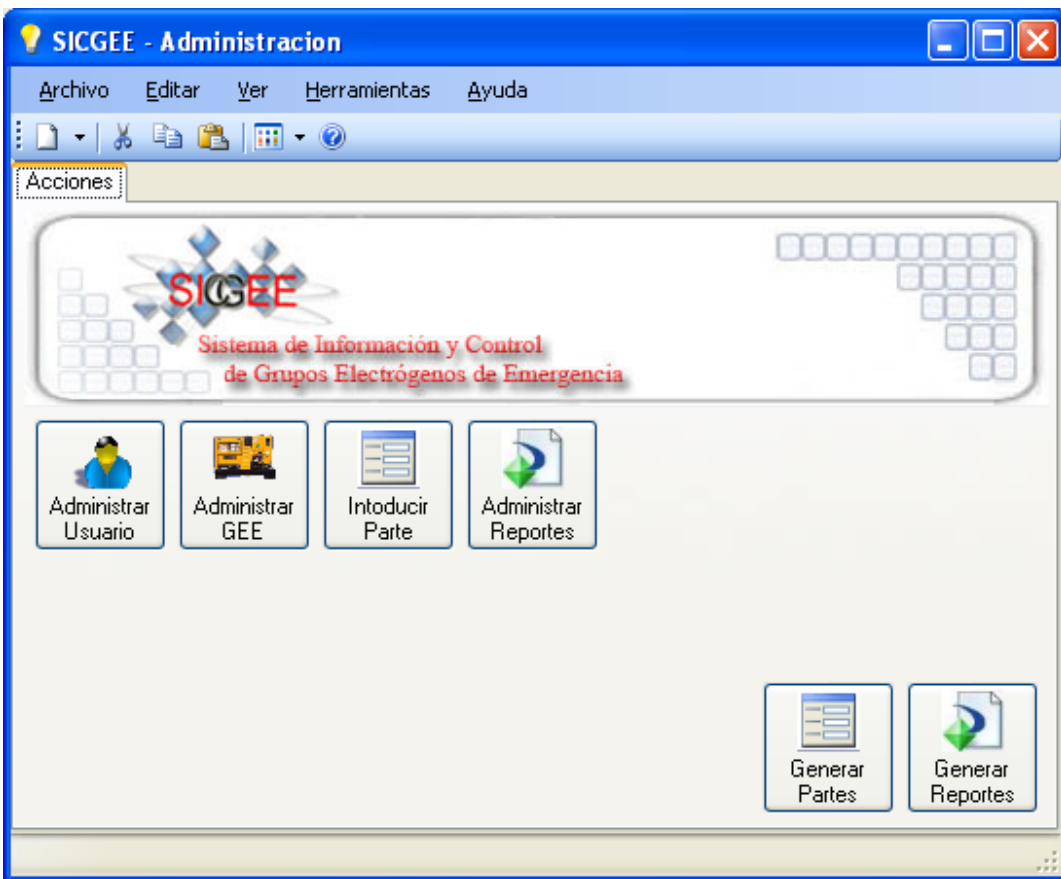 SICGEE - Administracion
Archivo Editar Ver Herramientas Ayuda
Acciones
SICGEE
Sistema de Información y Control
de Grupos Electrógenos de Emergencia
Administrar
Usuario
Administrar
GEE
Intoducir
Parte
Administrar
Reportes
Generar
Partes
Generar
Reportes